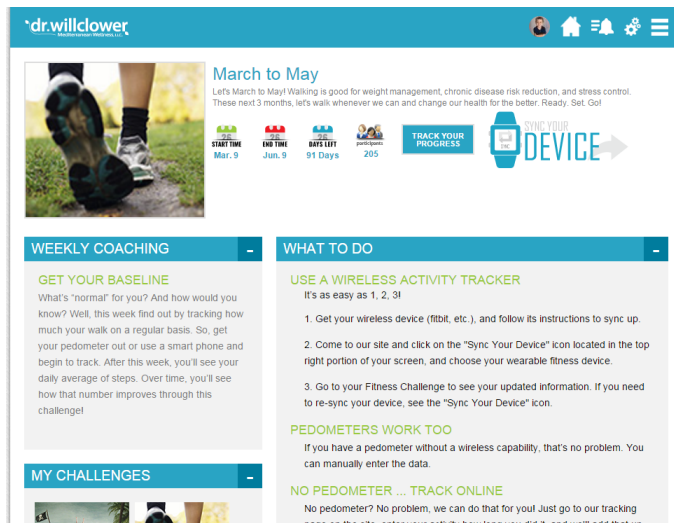 dr.willclower
Mediterranean Wellness, LLC
March to May
Let's March to May! Walking is good for weight management, chronic disease risk reduction, and stress control.
These next 3 months, let's walk whenever we can and change our health for the better. Ready. Set. Go!
26
26
26
START TIME
END TIME
DAYS LEFT
participants
Mar. 9
Jun. 9
91 Days
205
TRACK YOUR
PROGRESS
SYNC YOUR
DEVICE
WEEKLY COACHING
-
GET YOUR BASELINE
What's "normal" for you? And how would you
know? Well, this week find out by tracking how
much your walk on a regular basis. So, get
your pedometer out or use a smart phone and
begin to track. After this week, you'll see your
daily average of steps. Over time, you'll see
how that number improves through this
challenge!
MY CHALLENGES
-
WHAT TO DO
-
USE A WIRELESS ACTIVITY TRACKER
It's as easy as 1, 2, 3!
1. Get your wireless device (fitbit, etc.), and follow its instructions to sync up.
2. Come to our site and click on the "Sync Your Device" icon located in the top
right portion of your screen, and choose your wearable fitness device.
3. Go to your Fitness Challenge to see your updated information. If you need
to re-sync your device, see the "Sync Your Device" icon.
PEDOMETERS WORK TOO
If you have a pedometer without a wireless capability, that's no problem. You
can manually enter the data.
NO PEDOMETER ... TRACK ONLINE
No pedometer? No problem, we can do that for you! Just go to our tracking